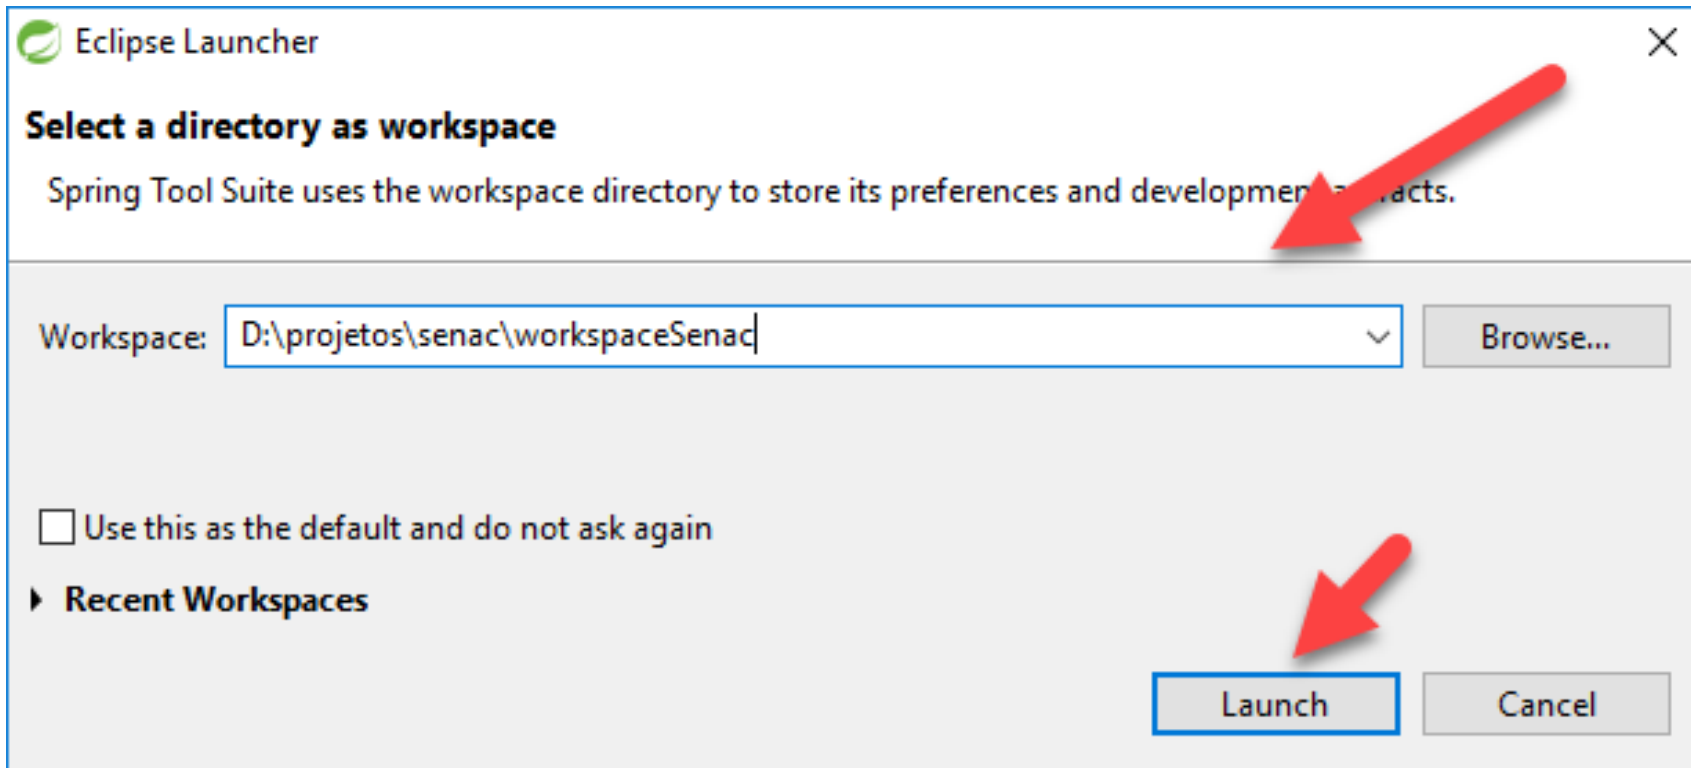 Eclipse Launcher
Select a directory as workspace
Spring Tool Suite uses the workspace directory to store its preferences and
Workspace: D:\projetos\senac\workspaceSenac Browse...
Use this as the default and do not ask again
Recent Workspaces
Launch Cancel